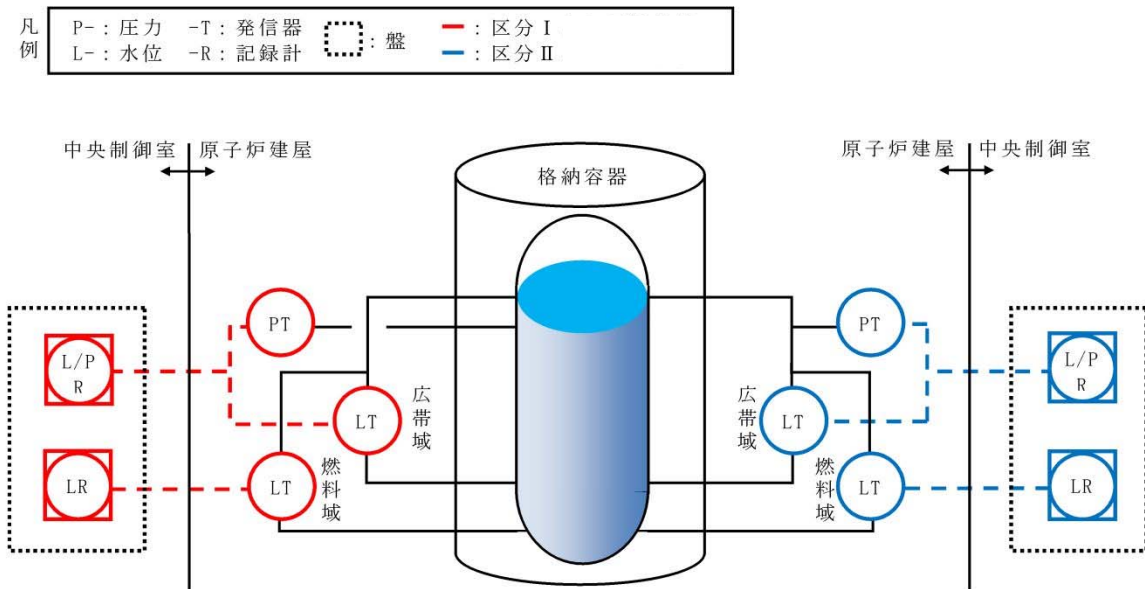 凡例
P-：圧力 -T：発信器 ：盤 ：区分Ⅰ
L-：水位 -R：記録計 ：区分Ⅱ
中央制御室 原子炉建屋
格納容器
原子炉建屋 中央制御室
PT
PT
L/P
R
L/P
R
LT
広帯域
広帯域
LT
LR
LT
燃料域
燃料域
LT
LR